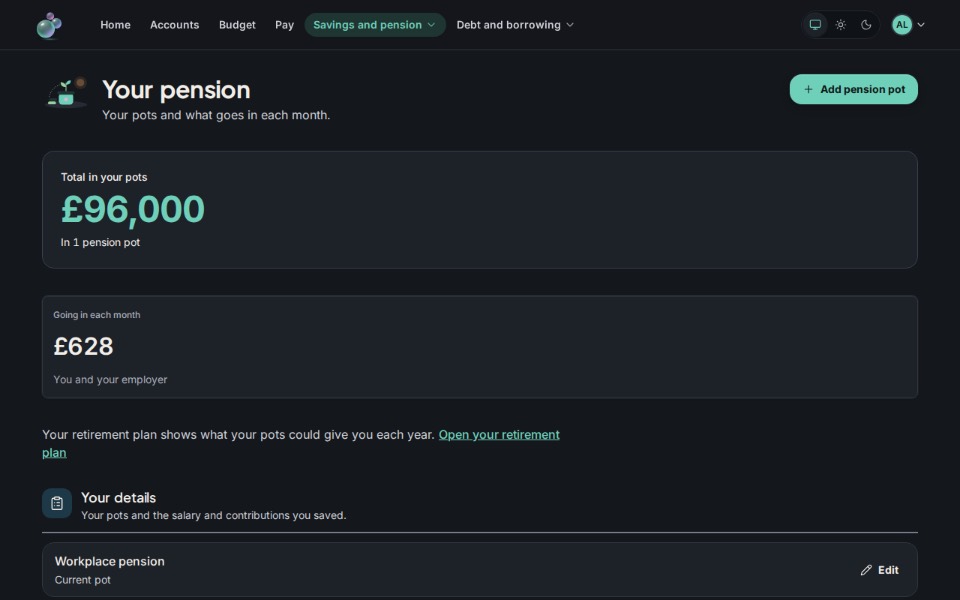 Home Accounts Budget Pay Savings and pension Debt and borrowing AL
Your pension
Your pots and what goes in each month.
Add pension pot
Total in your pots
£96,000
In 1 pension pot
Going in each month
£628
You and your employer
Your retirement plan shows what your pots could give you each year. Open your retirement
plan
Your details
Your pots and the salary and contributions you saved.
Workplace pension
Current pot
Edit